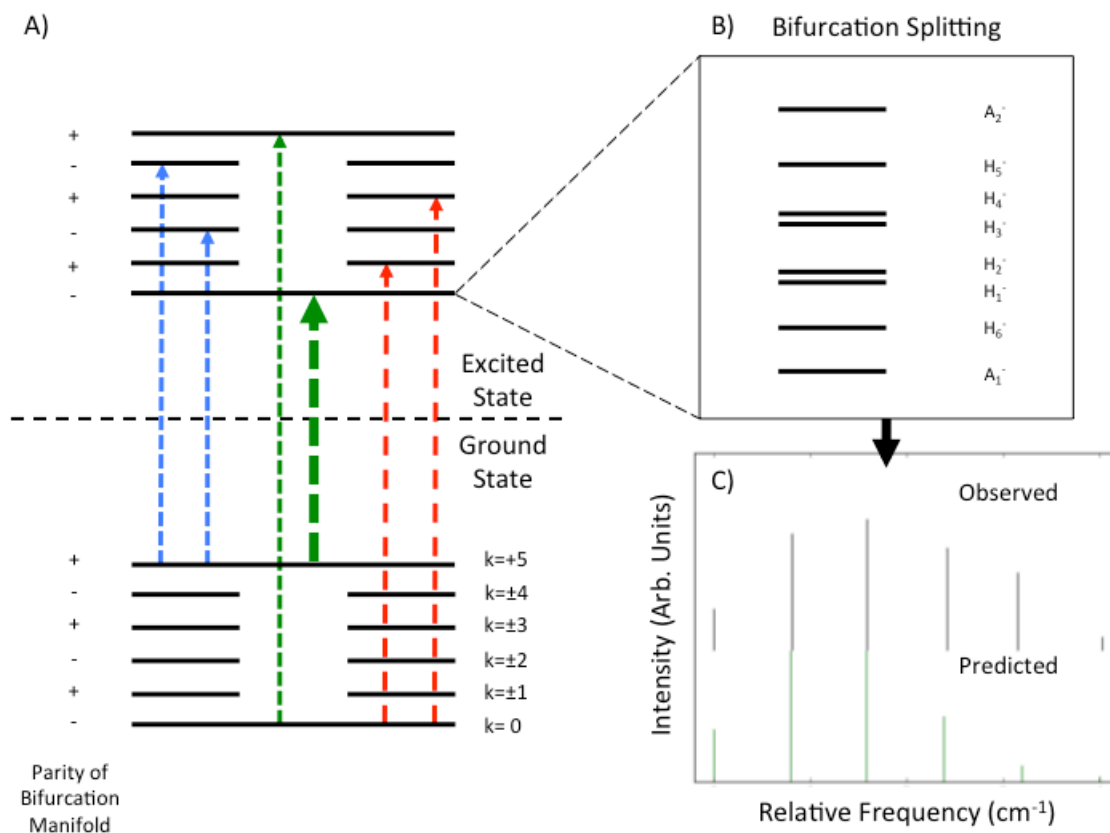 A)
+
-
+
-
+
-
Excited
State
Ground
State
+
-
+
-
+
-
k=+5
k=±4
k=±3
k=±2
k=±1
k= 0
Parity of
Bifurcation
Manifold
B) Bifurcation Splitting
A₂⁻
H₅⁻
H₄⁻
H₃⁻
H₂⁻
H₁⁻
H₆⁻
A₁⁻
C)
Observed
Predicted
Intensity (Arb. Units)
Relative Frequency (cm⁻¹)